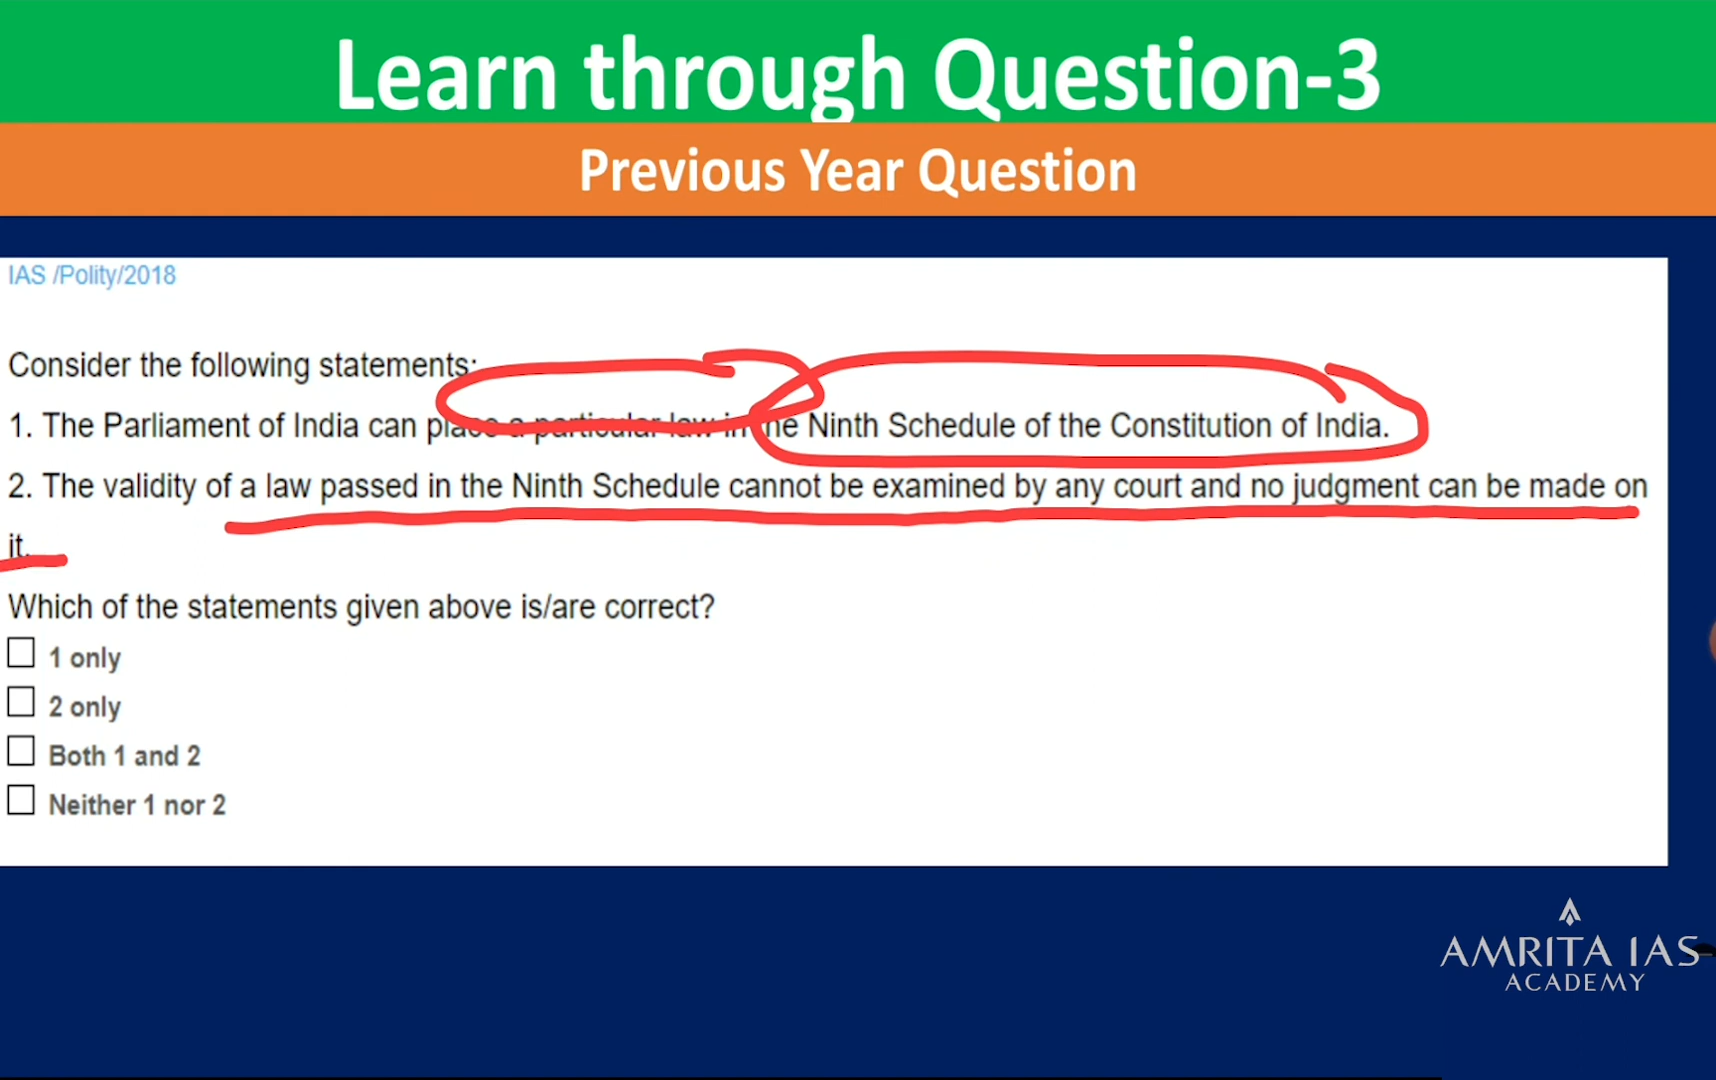 Learn through Question-3
Previous Year Question
IAS /Polity/2018
Consider the following statements:
1. The Parliament of India can place a particular law in the Ninth Schedule of the Constitution of India.
2. The validity of a law passed in the Ninth Schedule cannot be examined by any court and no judgment can be made on
it.
Which of the statements given above is/are correct?
1 only
2 only
Both 1 and 2
Neither 1 nor 2
AMRITA IAS
ACADEMY